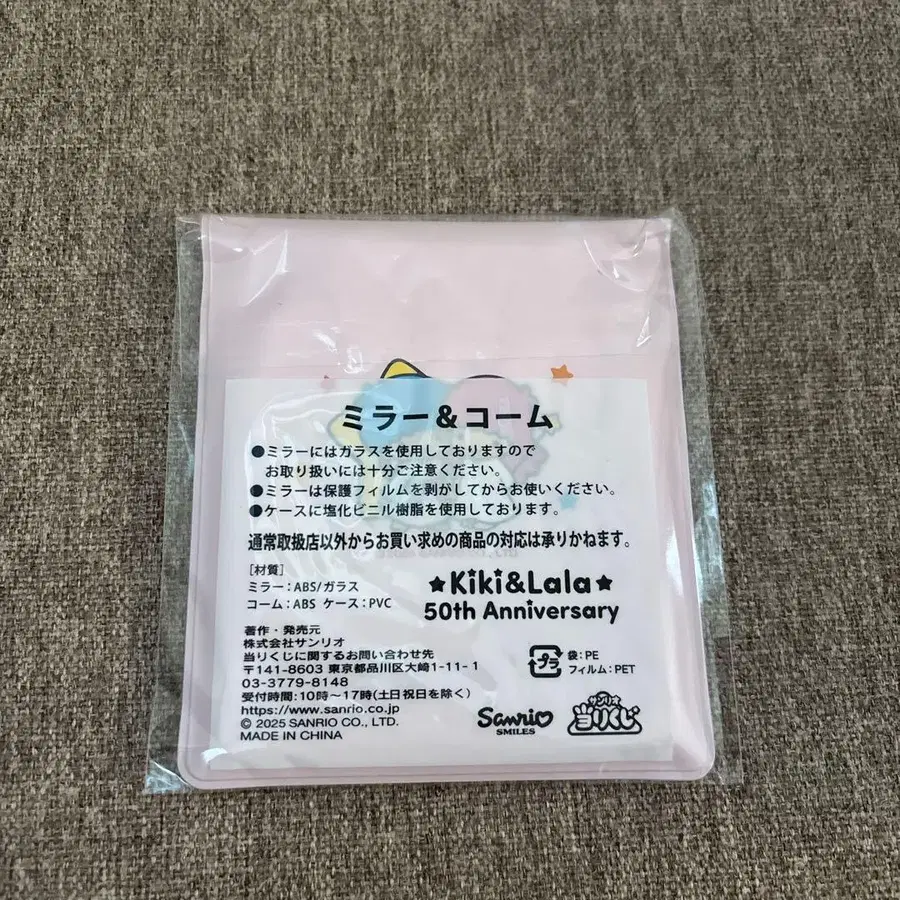 ミラー&コーム
●ミラーにはガラスを使用しておりますので
お取り扱いには十分ご注意ください。
●ミラーは保護フィルムを剥がしてからお使いください。
●ケースに塩化ビニル樹脂を使用しております。
通常取扱店以外からお買い求めの商品の対応は承りかねます。
[材質]
ミラー:ABS/ガラス
コーム:ABS ケース:PVC
★Kiki&Lala★
50th Anniversary
著作・発売元
株式会社サンリオ
当りくじに関するお問い合わせ先
〒141-8603 東京都品川区大崎1-11-1
03-3779-8148
受付時間:10時~17時(土日祝日を除く)
https://www.sanrio.co.jp
© 2025 SANRIO CO., LTD.
MADE IN CHINA
プラ
袋:PE
フィルム:PET
Sanrio
SMILES
サンリオ
当りくじ